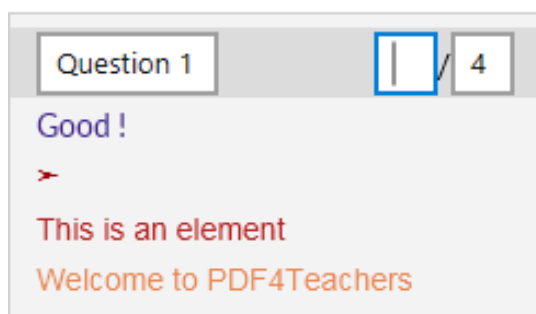 Question 1 / 4
Good !
➢
This is an element
Welcome to PDF4Teachers